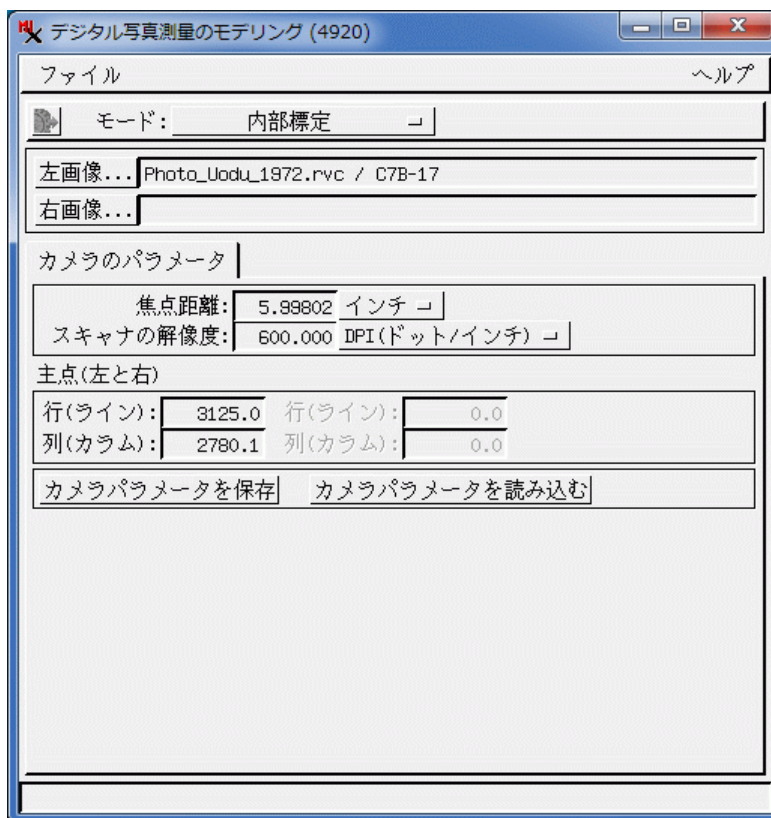 デジタル写真測量のモデリング (4920)
ファイル ヘルプ
モード: 内部標定
左画像... Photo_Uodu_1972.rvc / C7B-17
右画像...
カメラのパラメータ
焦点距離: 5.99802 インチ
スキャナの解像度: 600.000 DPI(ドット/インチ)
主点(左と右)
行(ライン): 3125.0 行(ライン): 0.0
列(カラム): 2780.1 列(カラム): 0.0
カメラパラメータを保存 カメラパラメータを読み込む